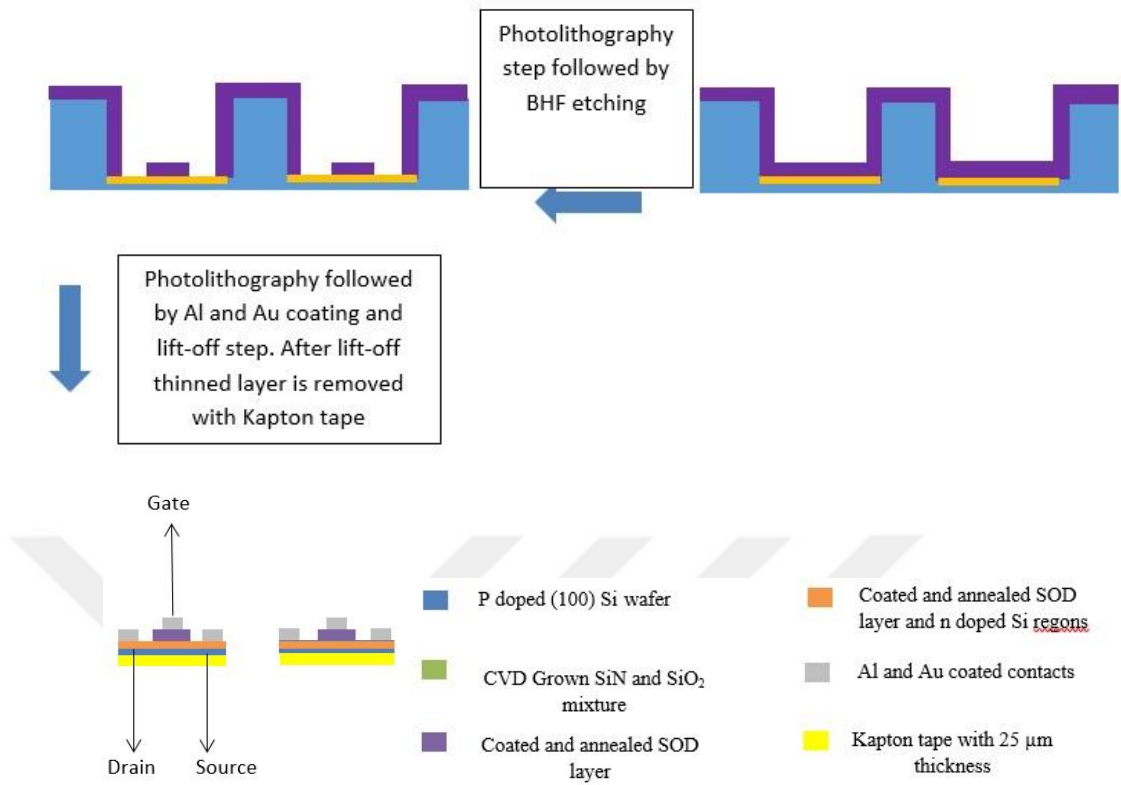 Photolithography
step followed by
BHF etching
Photolithography followed
by Al and Au coating and
lift-off step. After lift-off
thinned layer is removed
with Kapton tape
Gate
Drain
Source
P doped (100) Si wafer
CVD Grown SiN and SiO₂
mixture
Coated and annealed SOD
layer
Coated and annealed SOD
layer and n doped Si regons
Al and Au coated contacts
Kapton tape with 25 µm
thickness